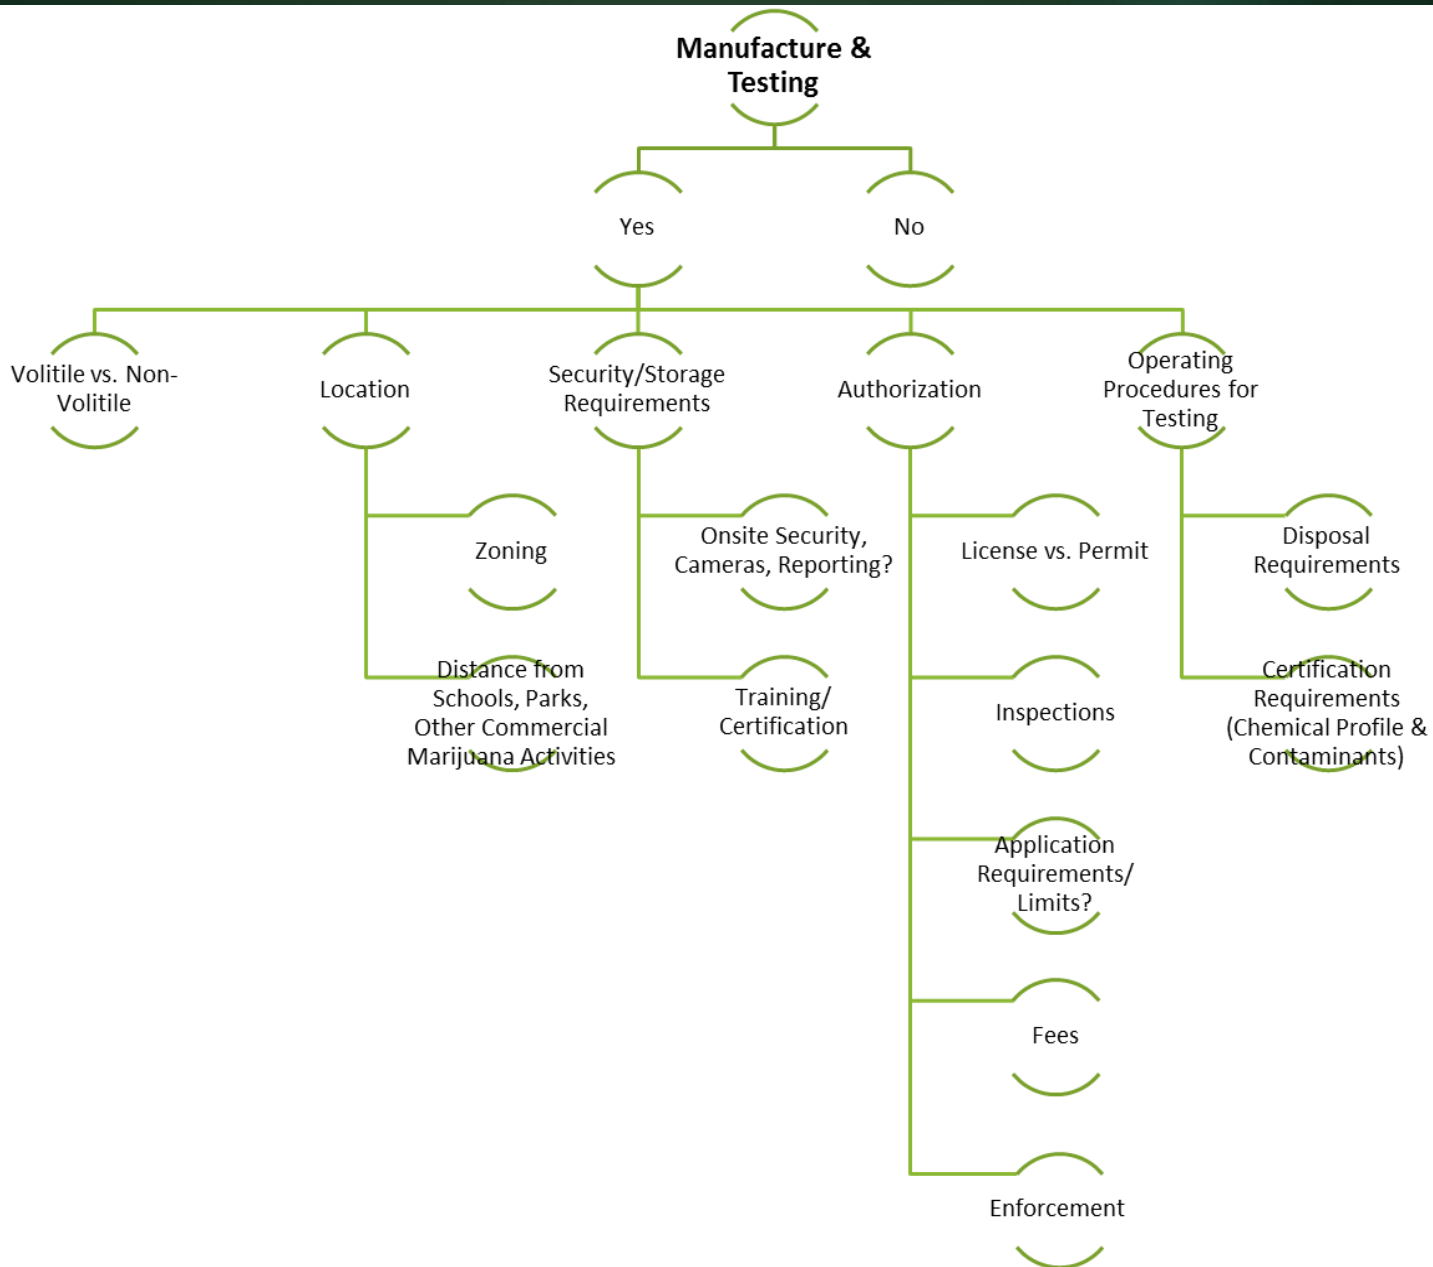 Manufacture &
Testing
Yes
No
Volitile vs. Non-
Volitile
Location
Security/Storage
Requirements
Authorization
Operating
Procedures for
Testing
Zoning
Distance from
Schools, Parks,
Other Commercial
Marijuana Activities
Onsite Security,
Cameras, Reporting?
Training/
Certification
License vs. Permit
Inspections
Application
Requirements/
Limits?
Fees
Enforcement
Disposal
Requirements
Certification
Requirements
(Chemical Profile &
Contaminants)